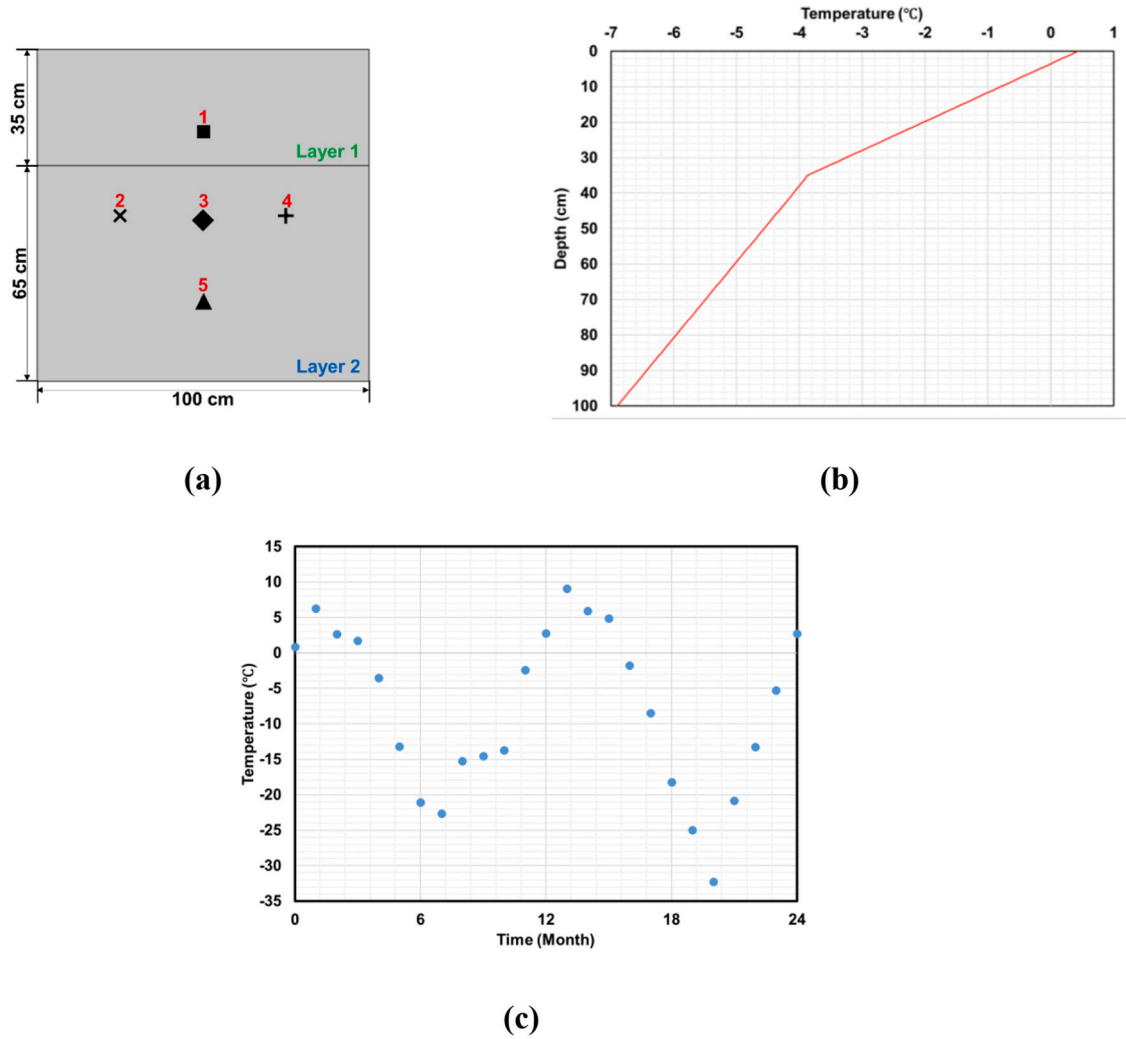 35 cm
1
Layer 1
2 3 4
65 cm
5
Layer 2
100 cm
(a)
Temperature (℃)
-7 -6 -5 -4 -3 -2 -1 0 1
0
10
20
30
40
50
60
70
80
90
100
Depth (cm)
(b)
15
10
5
0
-5
-10
-15
-20
-25
-30
-35
Temperature (℃)
0 6 12 18 24
Time (Month)
(c)